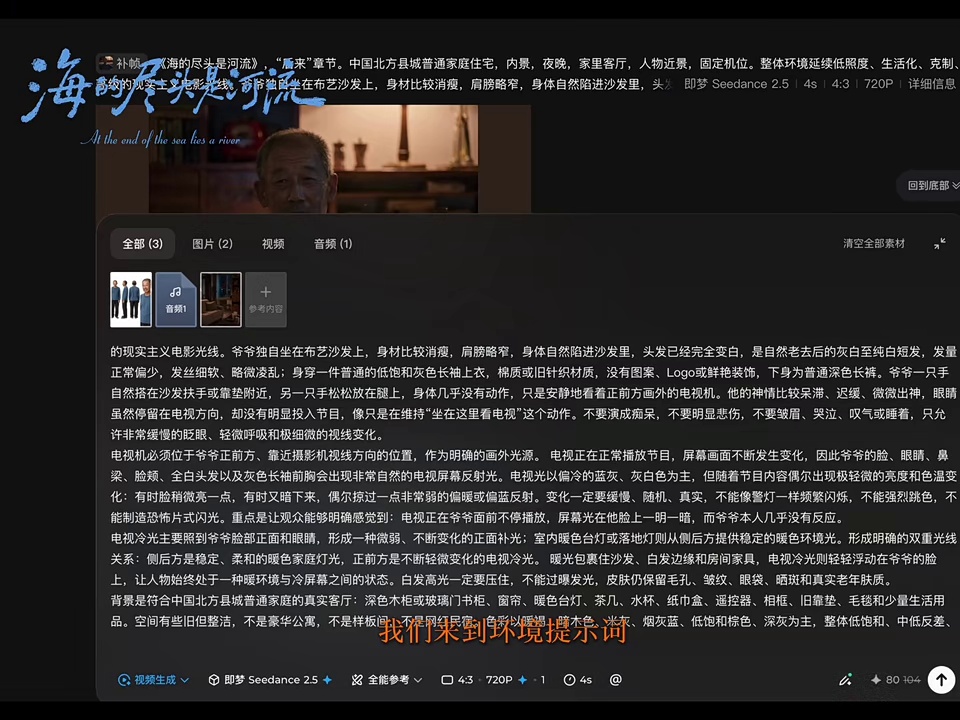 海的尽头是河流
At the end of the sea lies a river
补帧 《海的尽头是河流》，“后来”章节。中国北方县城普通家庭住宅，内景，夜晚，家里客厅，人物近景，固定机位。整体环境延续低照度、生活化、克制、
高级的现实主义电影光线。爷爷独自坐在布艺沙发上，身材比较消瘦，肩膀略窄，身体自然陷进沙发里，头发 即梦 Seedance 2.5 | 4s | 4:3 | 720P | 详细信息
回到底部
全部 (3) 图片 (2) 视频 音频 (1) 清空全部素材
音频1 参考内容
的现实主义电影光线。爷爷独自坐在布艺沙发上，身材比较消瘦，肩膀略窄，身体自然陷进沙发里，头发已经完全变白，是自然老去后的灰白至纯白短发，发量
正常偏少，发丝细软、略微凌乱；身穿一件普通的低饱和灰色长袖上衣，棉质或旧针织材质，没有图案、Logo或鲜艳装饰，下身为普通深色长裤。爷爷一只手
自然搭在沙发扶手或靠垫附近，另一只手松松放在腿上，身体几乎没有动作，只是安静地看着正前方画外的电视机。他的神情比较呆滞、迟缓、微微出神，眼睛
虽然停留在电视方向，却没有明显投入节目，像只是在维持“坐在这里看电视”这个动作。不要演成痴呆，不要明显悲伤，不要皱眉、哭泣、叹气或睡着，只允
许非常缓慢的眨眼、轻微呼吸和极细微的视线变化。
电视机必须位于爷爷正前方、靠近摄影机视线方向的位置，作为明确的画外光源。 电视正在正常播放节目，屏幕画面不断发生变化，因此爷爷的脸、眼睛、鼻
梁、脸颊、全白头发以及灰色长袖前胸会出现非常自然的电视屏幕反射光。电视光以偏冷的蓝灰、灰白色为主，但随着节目内容偶尔出现极轻微的亮度和色温变
化：有时脸稍微亮一点，有时又暗下来，偶尔掠过一点非常弱的偏暖或偏蓝反射。变化一定要缓慢、随机、真实，不能像警灯一样频繁闪烁，不能强烈跳色，不
能制造恐怖片式闪光。重点是让观众能够明确感觉到：电视正在爷爷面前不停播放，屏幕光在他脸上一明一暗，而爷爷本人几乎没有反应。
电视冷光主要照到爷爷脸部正面和眼睛，形成一种微弱、不断变化的正面补光；室内暖色台灯或落地灯则从侧后方提供稳定的暖色环境光。形成明确的双重光线
关系：侧后方是稳定、柔和的暖色家庭灯光，正前方是不断轻微变化的电视冷光。 暖光包裹住沙发、白发边缘和房间家具，电视冷光则轻轻浮动在爷爷的脸
上，让人物始终处于一种暖环境与冷屏幕之间的状态。白发高光一定要压住，不能过曝发光，皮肤仍保留毛孔、皱纹、眼袋、晒斑和真实老年肤质。
背景是符合中国北方县城普通家庭的真实客厅：深色木柜或玻璃门书柜、窗帘、暖色台灯、茶几、水杯、纸巾盒、遥控器、相框、旧靠垫、毛毯和少量生活用
品。空间有些旧但整洁，不是豪华公寓，不是样板间，不是网红民宿。色彩以暖褐、暗木色、米灰、烟灰蓝、低饱和棕色、深灰为主，整体低饱和、中低反差、
我们来到环境提示词
视频生成 即梦 Seedance 2.5 全能参考 4:3 · 720P · 1 4s @ 80 104